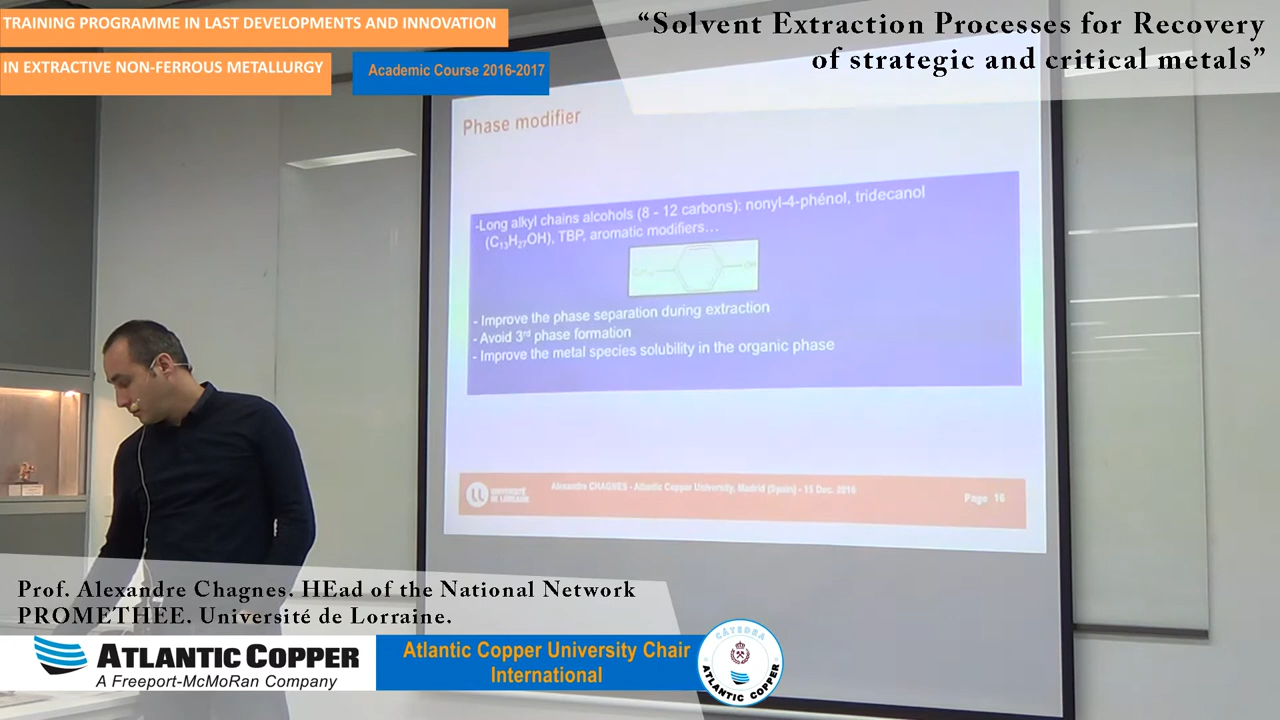 TRAINING PROGRAMME IN LAST DEVELOPMENTS AND INNOVATION
IN EXTRACTIVE NON-FERROUS METALLURGY
Academic Course 2016-2017
“Solvent Extraction Processes for Recovery
of strategic and critical metals”
Phase modifier
-Long alkyl chains alcohols (8 - 12 carbons): nonyl-4-phénol, tridecanol
(C₁₃H₂₇OH), TBP, aromatic modifiers…
- Improve the phase separation during extraction
- Avoid 3rd phase formation
- Improve the metal species solubility in the organic phase
UNIVERSITÉ
DE LORRAINE
Alexandre CHAGNES - Atlantic Copper University, Madrid (Spain) - 15 Dec. 2016
Page 16
Prof. Alexandre Chagnes. HEad of the National Network
PROMETHEE. Université de Lorraine.
ATLANTIC COPPER
A Freeport-McMoRan Company
Atlantic Copper University Chair
International
CÁTEDRA
ATLANTIC COPPER